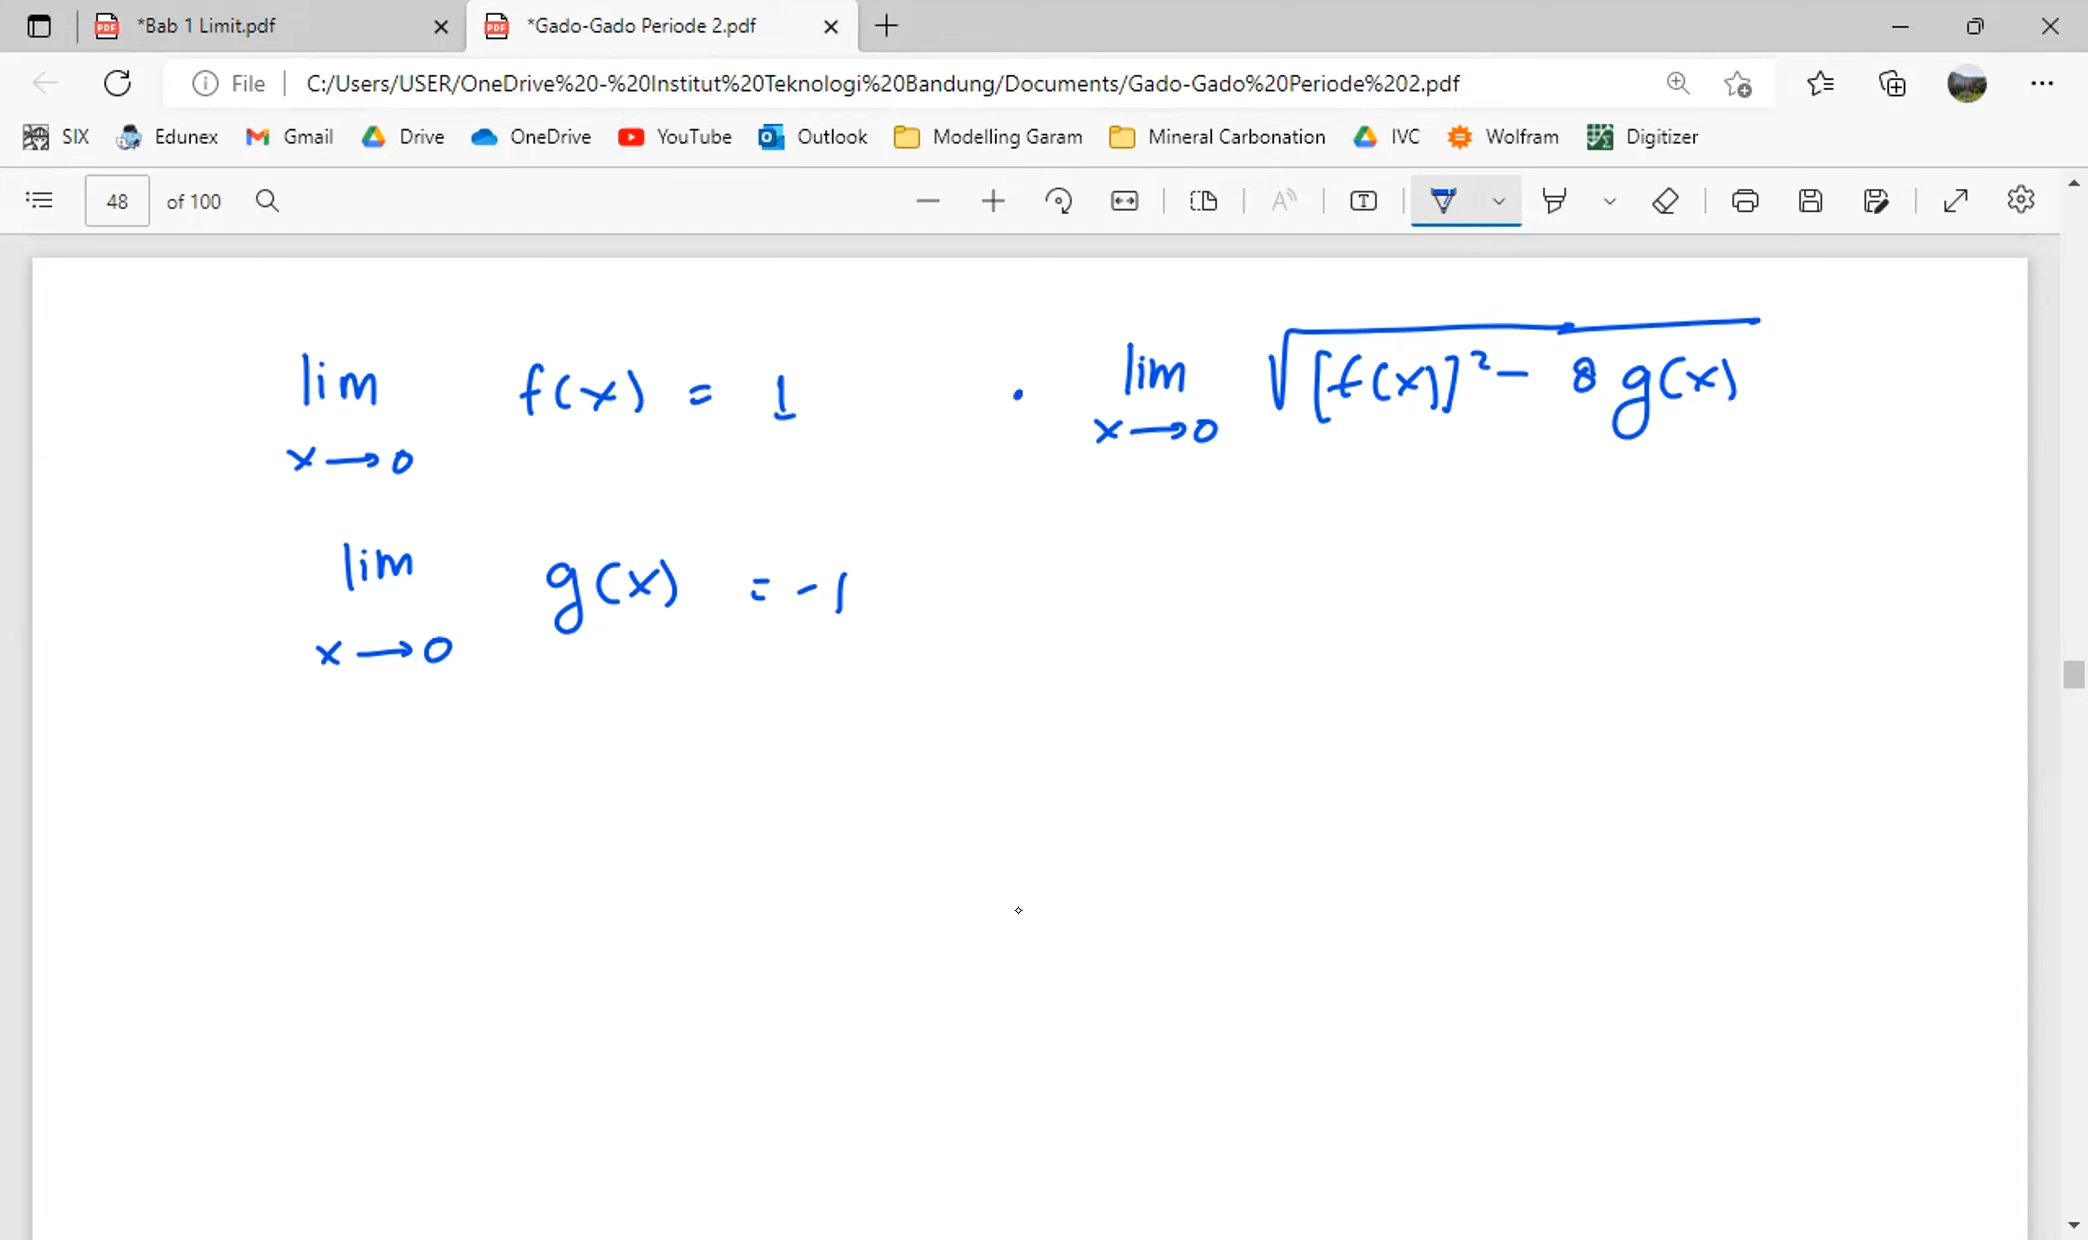 *Bab 1 Limit.pdf
*Gado-Gado Periode 2.pdf
File | C:/Users/USER/OneDrive%20-%20Institut%20Teknologi%20Bandung/Documents/Gado-Gado%20Periode%202.pdf
SIX Edunex Gmail Drive OneDrive YouTube Outlook Modelling Garam Mineral Carbonation IVC Wolfram Digitizer
48 of 100
lim f(x) = 1
x → 0
· lim √[f(x)]² - 8 g(x)
x → 0
lim g(x) = -1
x → 0